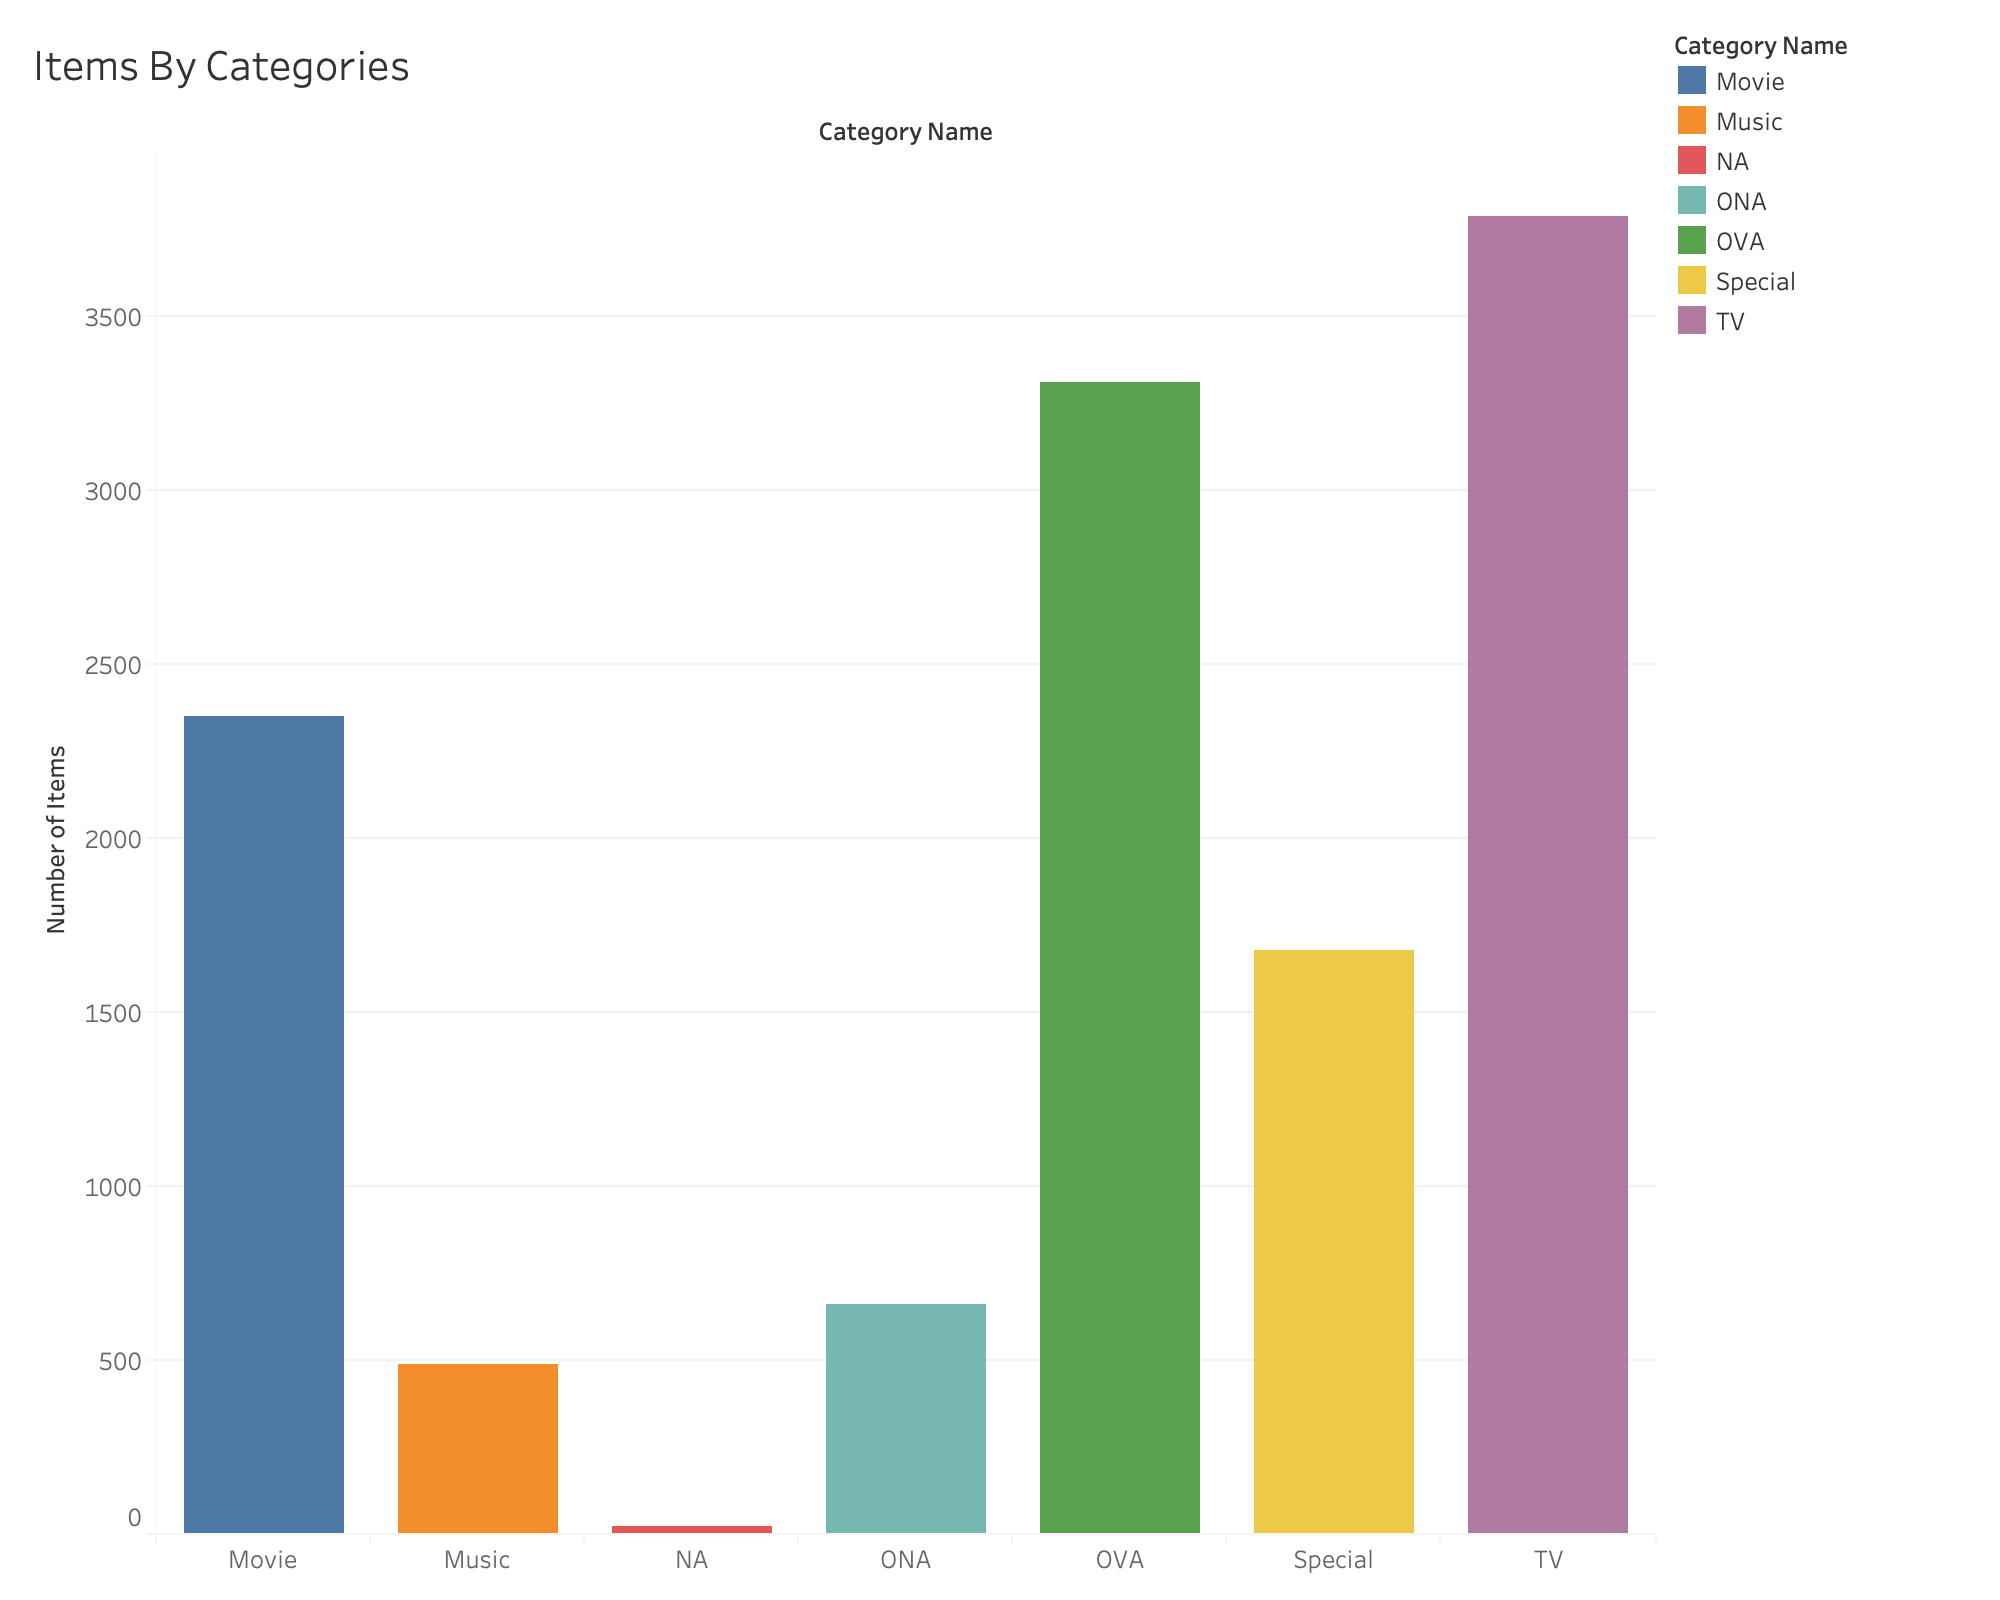 Items By Categories
Category Name
3500
3000
2500
2000
1500
1000
500
0
Number of Items
Movie
Music
NA
ONA
OVA
Special
TV
Category Name
Movie
Music
NA
ONA
OVA
Special
TV